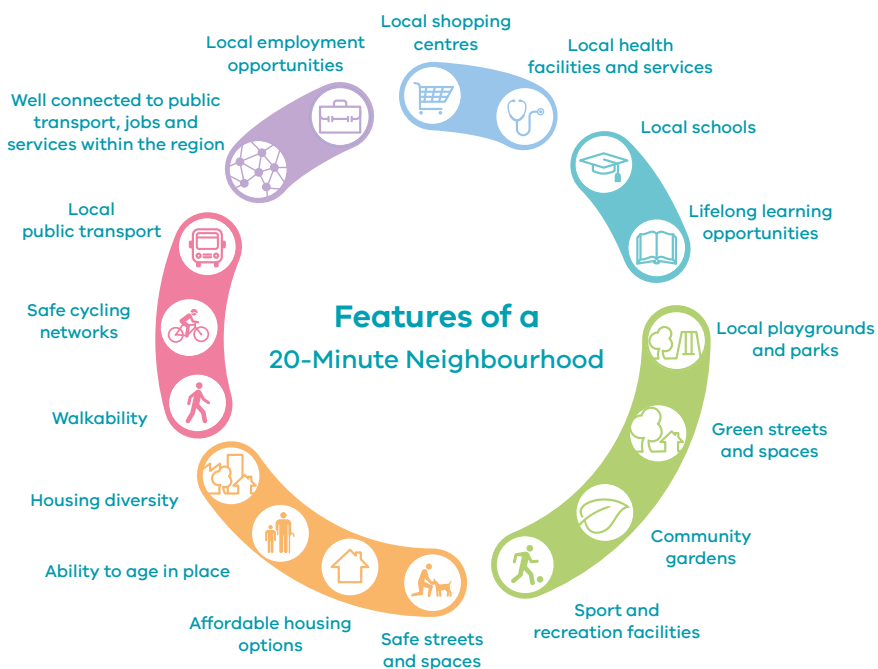 Features of a
20-Minute Neighbourhood
Local shopping
centres
Local health
facilities and services
Local schools
Lifelong learning
opportunities
Local playgrounds
and parks
Green streets
and spaces
Community
gardens
Sport and
recreation facilities
Safe streets
and spaces
Affordable housing
options
Ability to age in place
Housing diversity
Walkability
Safe cycling
networks
Local
public transport
Well connected to public
transport, jobs and
services within the region
Local employment
opportunities